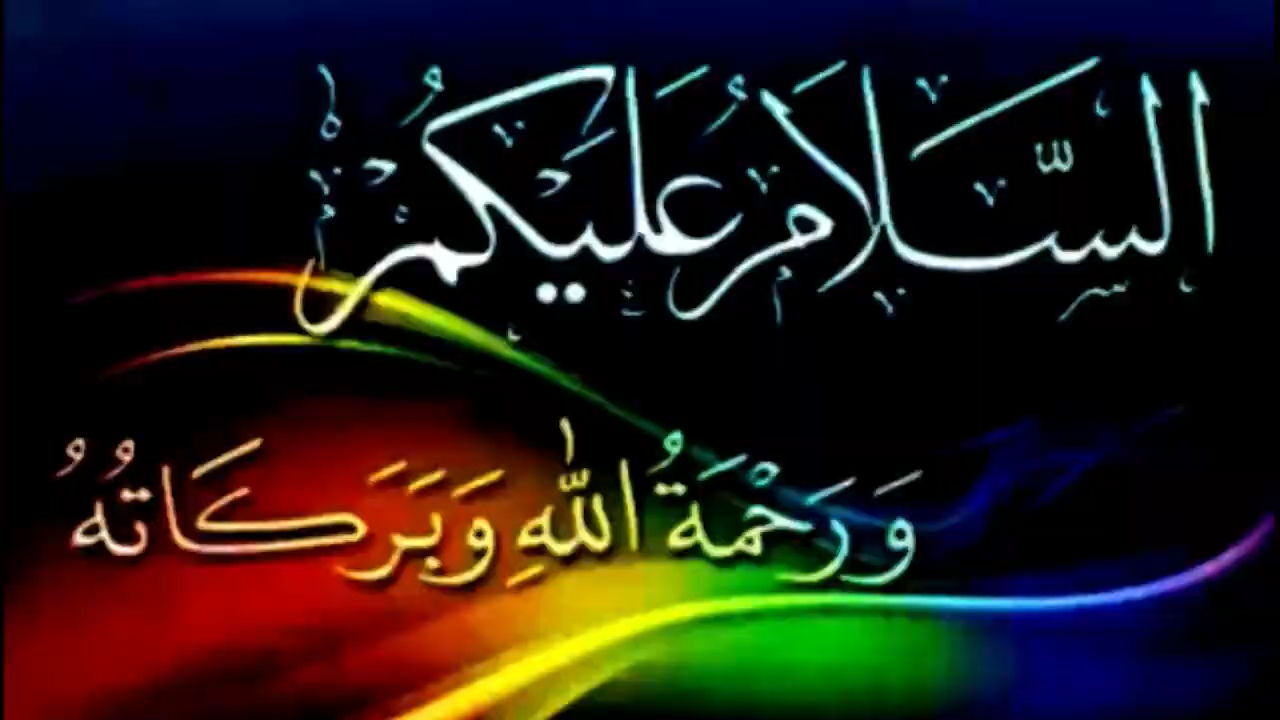 السَّلَامُ عَلَيْكُمْ
وَرَحْمَةُ اللّٰهِ وَبَرَكَاتُهُ